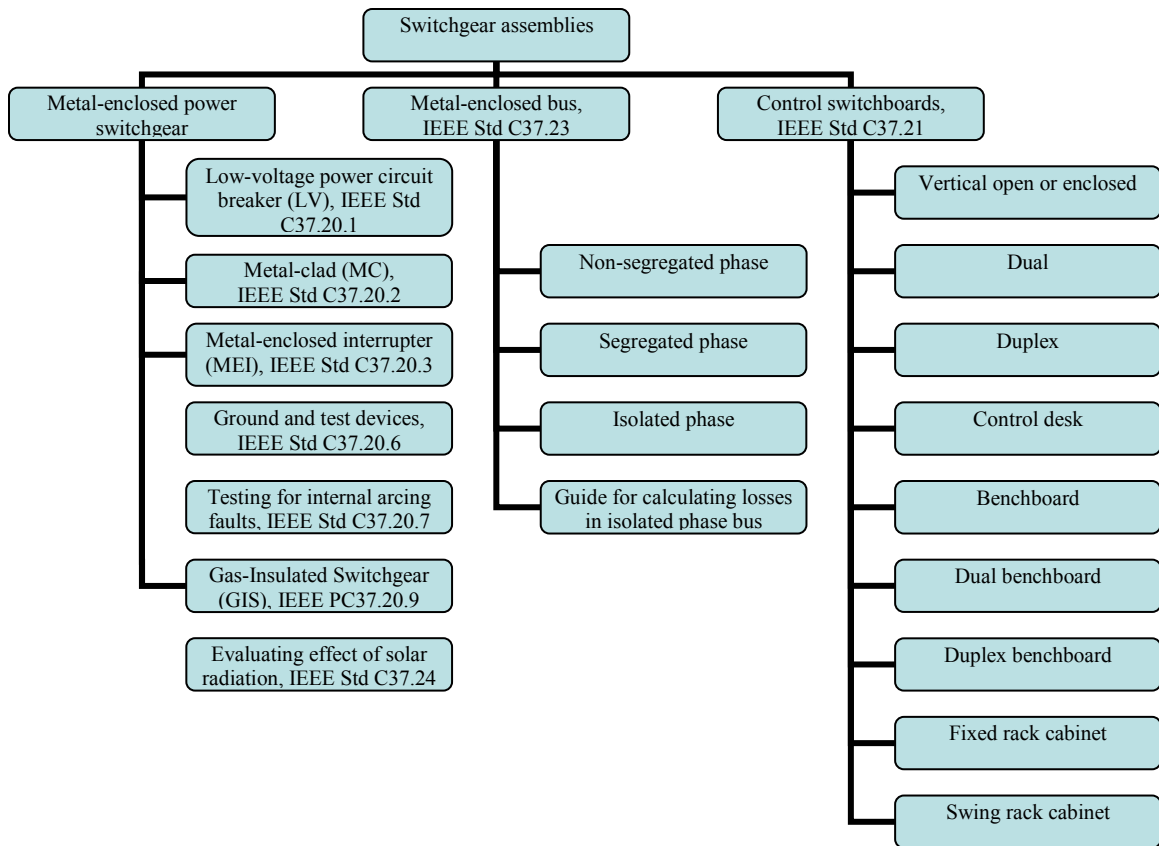 Switchgear assemblies
Metal-enclosed power
switchgear
Metal-enclosed bus,
IEEE Std C37.23
Control switchboards,
IEEE Std C37.21
Low-voltage power circuit
breaker (LV), IEEE Std
C37.20.1
Metal-clad (MC),
IEEE Std C37.20.2
Metal-enclosed interrupter
(MEI), IEEE Std C37.20.3
Ground and test devices,
IEEE Std C37.20.6
Testing for internal arcing
faults, IEEE Std C37.20.7
Gas-Insulated Switchgear
(GIS), IEEE PC37.20.9
Evaluating effect of solar
radiation, IEEE Std C37.24
Non-segregated phase
Segregated phase
Isolated phase
Guide for calculating losses
in isolated phase bus
Vertical open or enclosed
Dual
Duplex
Control desk
Benchboard
Dual benchboard
Duplex benchboard
Fixed rack cabinet
Swing rack cabinet